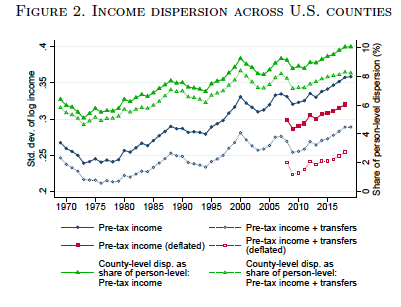 FIGURE 2. INCOME DISPERSION ACROSS U.S. COUNTIES
Std. dev. of log income
.4
.35
.3
.25
.2
Share of person-level dispersion (%)
10
8
6
4
2
0
1970 1975 1980 1985 1990 1995 2000 2005 2010 2015
Pre-tax income
Pre-tax income + transfers
Pre-tax income (deflated)
Pre-tax income + transfers
(deflated)
County-level disp. as
share of person-level:
Pre-tax income
County-level disp. as
share of person-level:
Pre-tax income + transfers